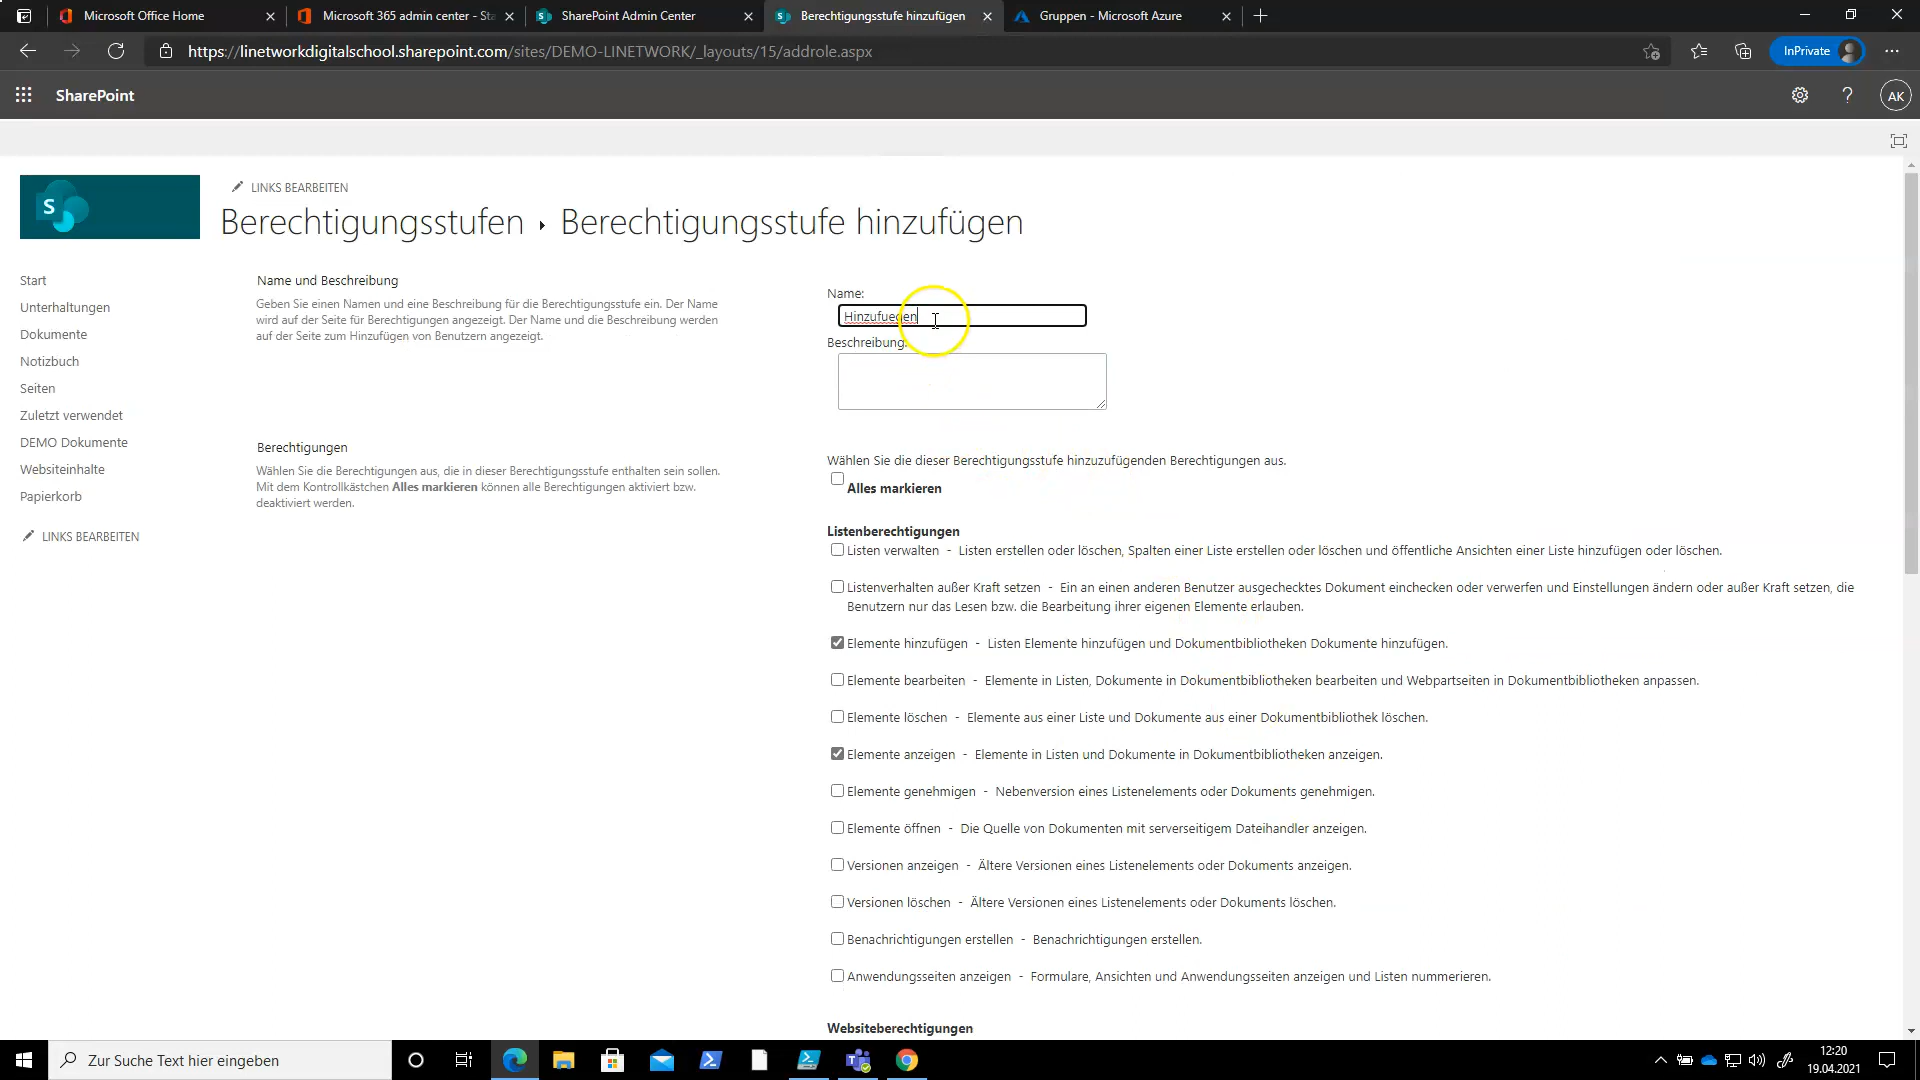 Microsoft Office Home
Microsoft 365 admin center - Sta
SharePoint Admin Center
Berechtigungsstufe hinzufügen
Gruppen - Microsoft Azure
https://linetworkdigitalschool.sharepoint.com/sites/DEMO-LINETWORK/_layouts/15/addrole.aspx
InPrivate
SharePoint
?
AK
S
LINKS BEARBEITEN
Berechtigungsstufen ▸ Berechtigungsstufe hinzufügen
Start
Unterhaltungen
Dokumente
Notizbuch
Seiten
Zuletzt verwendet
DEMO Dokumente
Websiteinhalte
Papierkorb
LINKS BEARBEITEN
Name und Beschreibung
Geben Sie einen Namen und eine Beschreibung für die Berechtigungsstufe ein. Der Name
wird auf der Seite für Berechtigungen angezeigt. Der Name und die Beschreibung werden
auf der Seite zum Hinzufügen von Benutzern angezeigt.
Name:
Hinzufuegen
Beschreibung:
Berechtigungen
Wählen Sie die Berechtigungen aus, die in dieser Berechtigungsstufe enthalten sein sollen.
Mit dem Kontrollkästchen Alles markieren können alle Berechtigungen aktiviert bzw.
deaktiviert werden.
Wählen Sie die dieser Berechtigungsstufe hinzuzufügenden Berechtigungen aus.
Alles markieren
Listenberechtigungen
Listen verwalten - Listen erstellen oder löschen, Spalten einer Liste erstellen oder löschen und öffentliche Ansichten einer Liste hinzufügen oder löschen.
Listenverhalten außer Kraft setzen - Ein an einen anderen Benutzer ausgechecktes Dokument einchecken oder verwerfen und Einstellungen ändern oder außer Kraft setzen, die
Benutzern nur das Lesen bzw. die Bearbeitung ihrer eigenen Elemente erlauben.
Elemente hinzufügen - Listen Elemente hinzufügen und Dokumentbibliotheken Dokumente hinzufügen.
Elemente bearbeiten - Elemente in Listen, Dokumente in Dokumentbibliotheken bearbeiten und Webpartseiten in Dokumentbibliotheken anpassen.
Elemente löschen - Elemente aus einer Liste und Dokumente aus einer Dokumentbibliothek löschen.
Elemente anzeigen - Elemente in Listen und Dokumente in Dokumentbibliotheken anzeigen.
Elemente genehmigen - Nebenversion eines Listenelements oder Dokuments genehmigen.
Elemente öffnen - Die Quelle von Dokumenten mit serverseitigem Dateihandler anzeigen.
Versionen anzeigen - Ältere Versionen eines Listenelements oder Dokuments anzeigen.
Versionen löschen - Ältere Versionen eines Listenelements oder Dokuments löschen.
Benachrichtigungen erstellen - Benachrichtigungen erstellen.
Anwendungsseiten anzeigen - Formulare, Ansichten und Anwendungsseiten anzeigen und Listen nummerieren.
Websiteberechtigungen
Zur Suche Text hier eingeben
12:20
19.04.2021